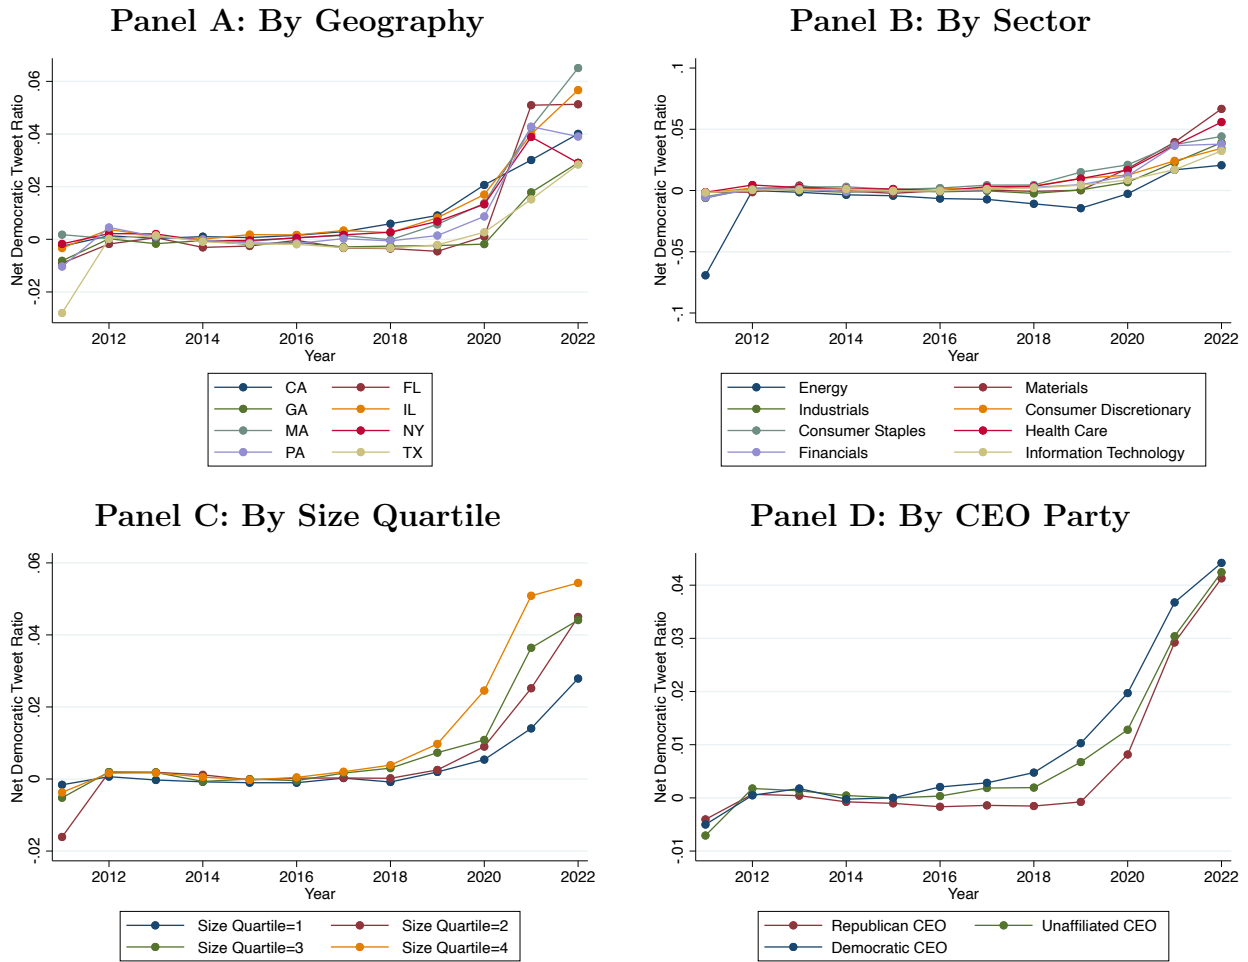 Panel A: By Geography
Net Democratic Tweet Ratio
.06
.04
.02
0
-.02
2012 2014 2016 2018 2020 2022
Year
CA FL
GA IL
MA NY
PA TX
Panel B: By Sector
Net Democratic Tweet Ratio
.1
.05
0
-.05
-.1
2012 2014 2016 2018 2020 2022
Year
Energy Materials
Industrials Consumer Discretionary
Consumer Staples Health Care
Financials Information Technology
Panel C: By Size Quartile
Net Democratic Tweet Ratio
.06
.04
.02
0
-.02
2012 2014 2016 2018 2020 2022
Year
Size Quartile=1 Size Quartile=2
Size Quartile=3 Size Quartile=4
Panel D: By CEO Party
Net Democratic Tweet Ratio
.04
.03
.02
.01
0
-.01
2012 2014 2016 2018 2020 2022
Year
Republican CEO Unaffiliated CEO
Democratic CEO